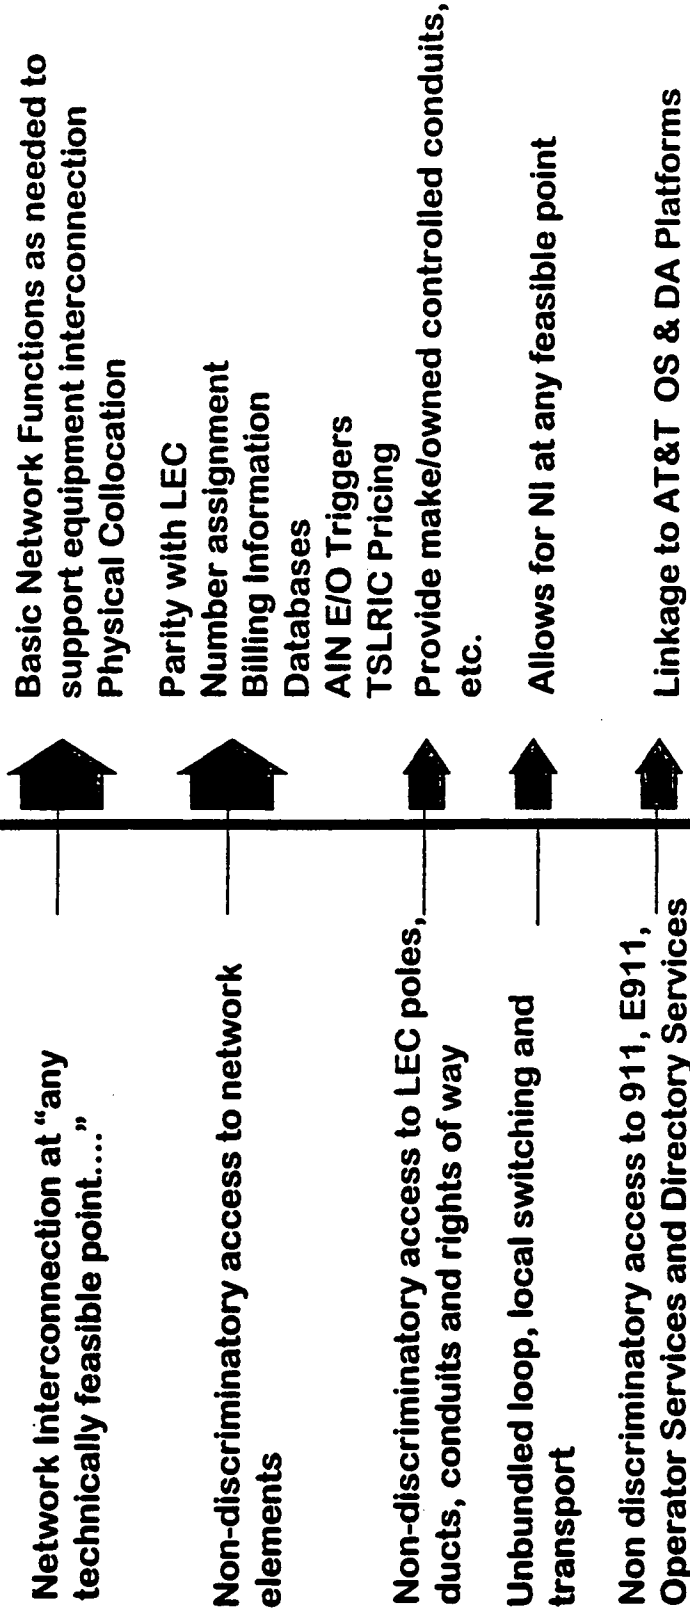 Network Interconnection at “any
technically feasible point....”
Basic Network Functions as needed to
support equipment interconnection
Physical Collocation
Non-discriminatory access to network
elements
Parity with LEC
Number assignment
Billing Information
Databases
AIN E/O Triggers
TSLRIC Pricing
Non-discriminatory access to LEC poles,
ducts, conduits and rights of way
Provide make/owned controlled conduits,
etc.
Unbundled loop, local switching and
transport
Allows for NI at any feasible point
Non discriminatory access to 911, E911,
Operator Services and Directory Services
Linkage to AT&T OS & DA Platforms